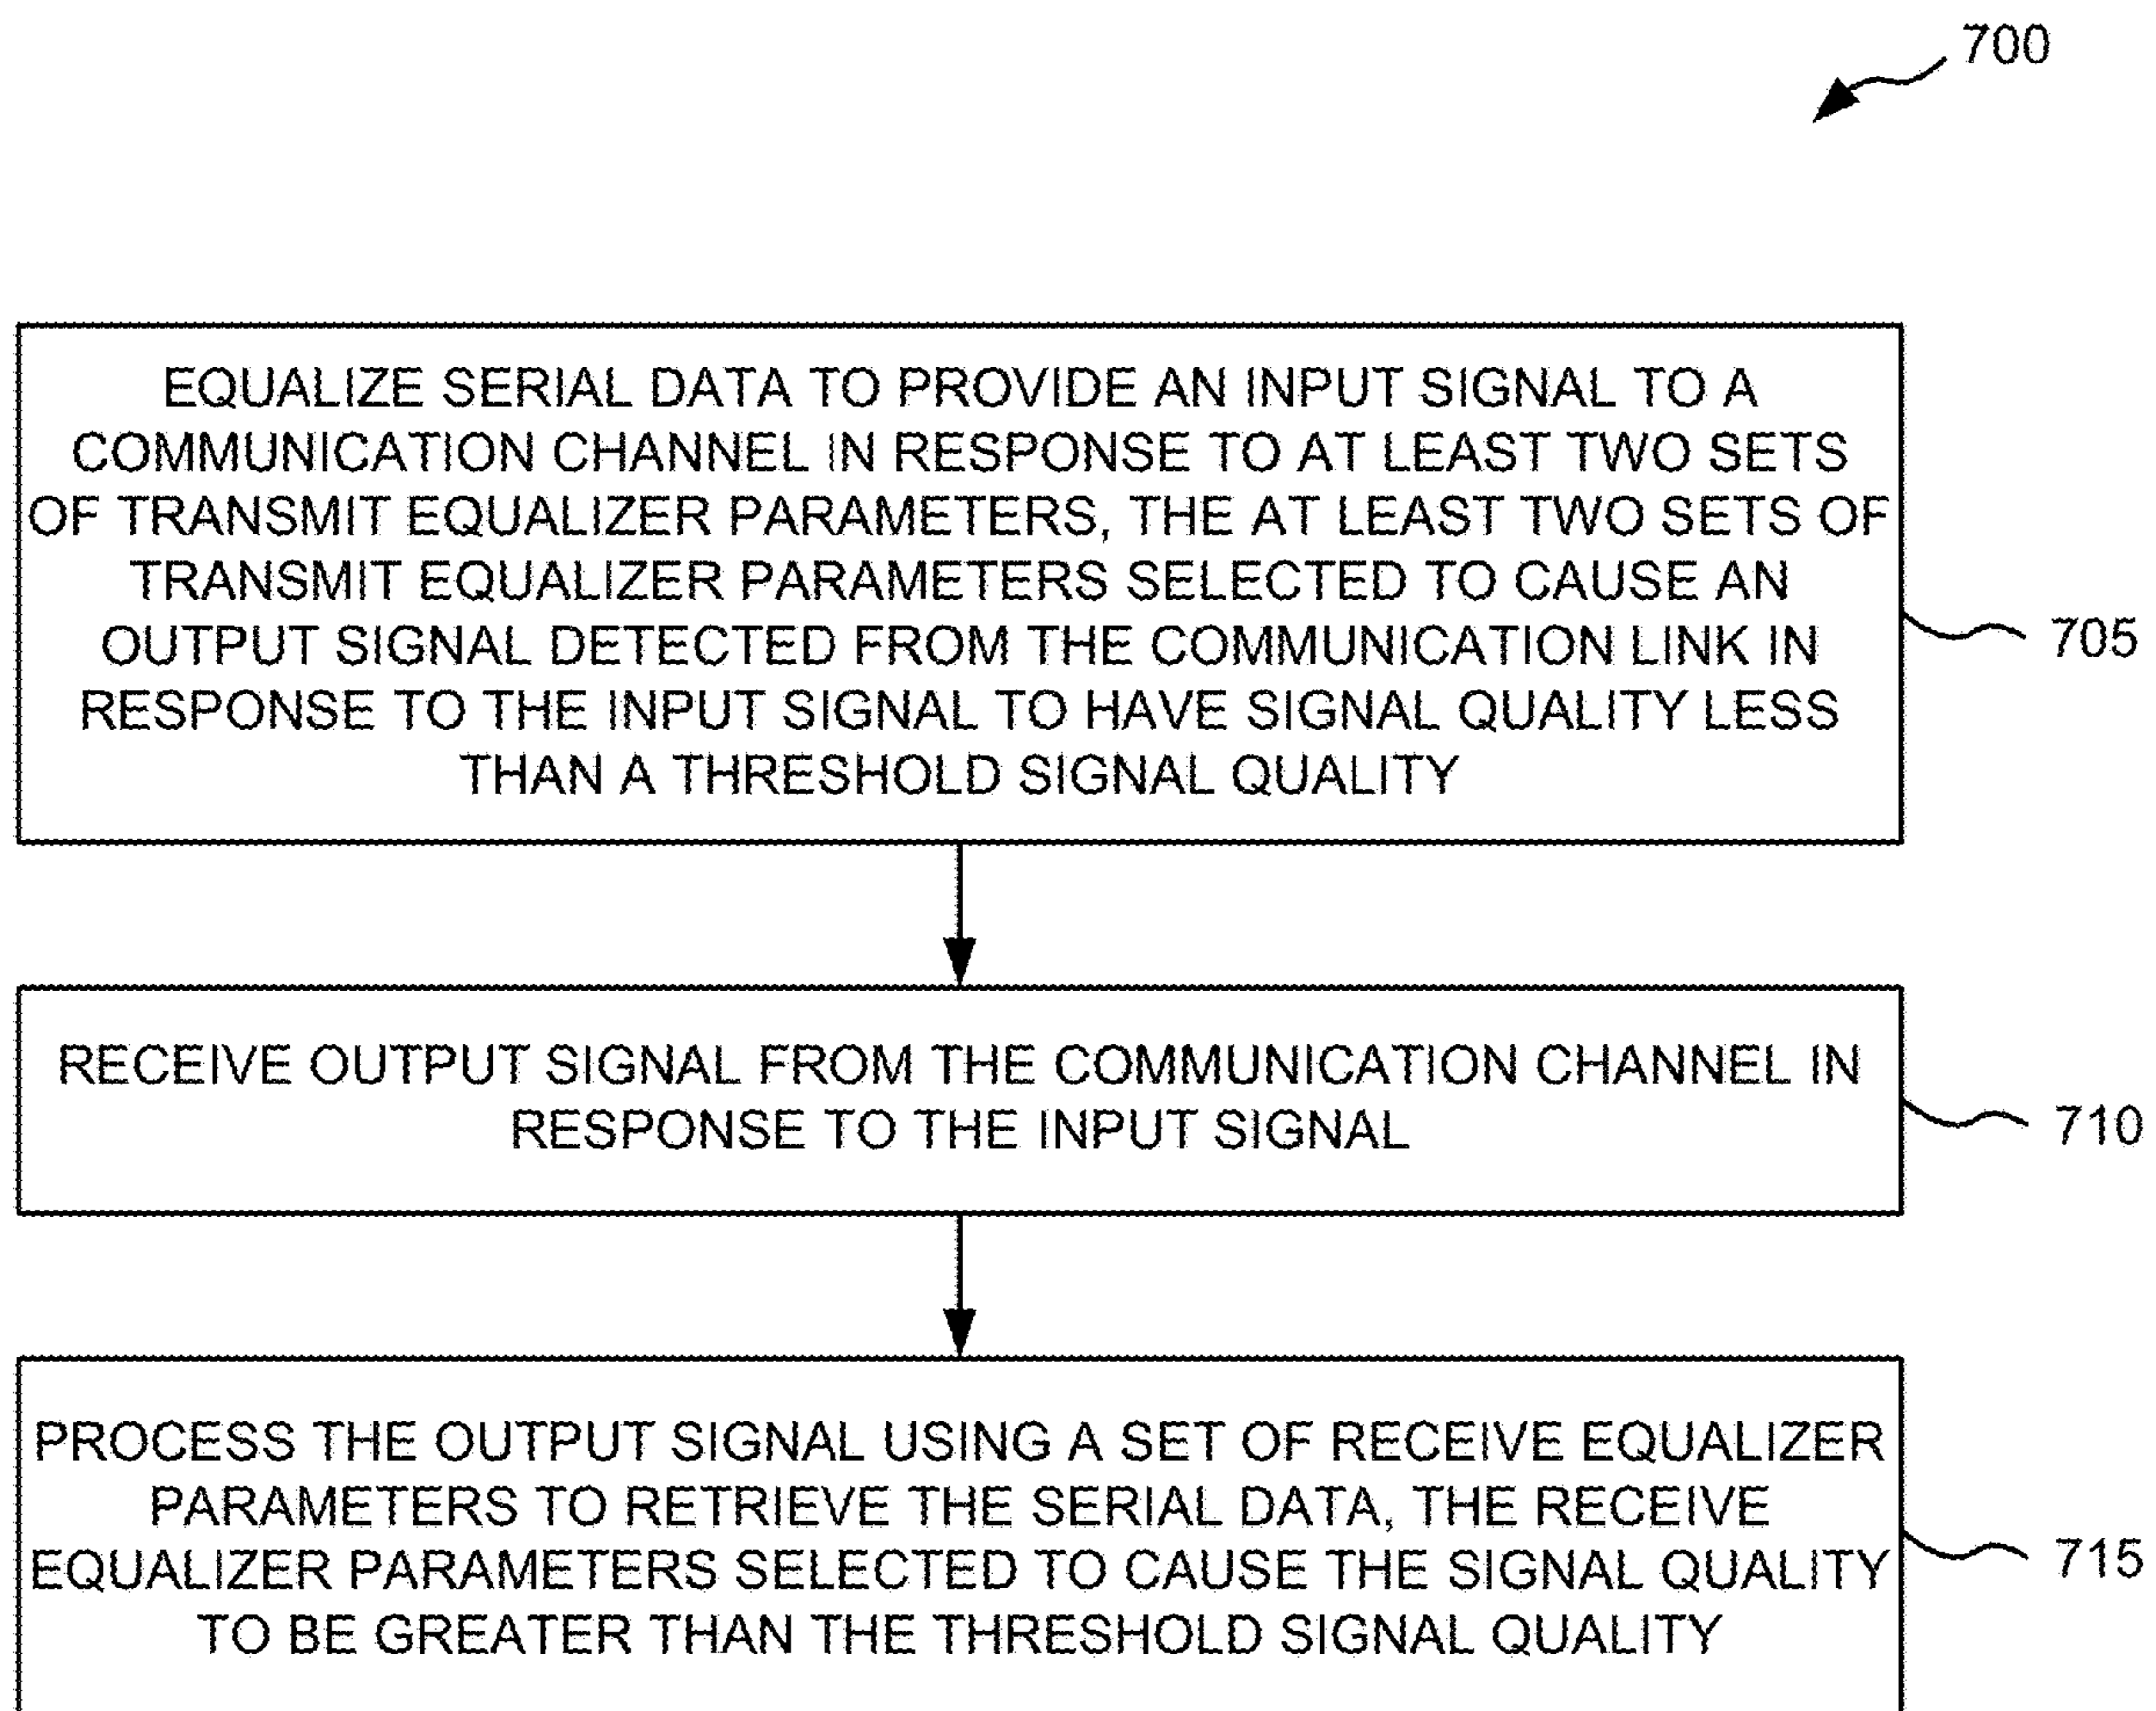 700
EQUALIZE SERIAL DATA TO PROVIDE AN INPUT SIGNAL TO A
COMMUNICATION CHANNEL IN RESPONSE TO AT LEAST TWO SETS
OF TRANSMIT EQUALIZER PARAMETERS, THE AT LEAST TWO SETS OF
TRANSMIT EQUALIZER PARAMETERS SELECTED TO CAUSE AN
OUTPUT SIGNAL DETECTED FROM THE COMMUNICATION LINK IN
RESPONSE TO THE INPUT SIGNAL TO HAVE SIGNAL QUALITY LESS
THAN A THRESHOLD SIGNAL QUALITY
705
RECEIVE OUTPUT SIGNAL FROM THE COMMUNICATION CHANNEL IN
RESPONSE TO THE INPUT SIGNAL
710
PROCESS THE OUTPUT SIGNAL USING A SET OF RECEIVE EQUALIZER
PARAMETERS TO RETRIEVE THE SERIAL DATA, THE RECEIVE
EQUALIZER PARAMETERS SELECTED TO CAUSE THE SIGNAL QUALITY
TO BE GREATER THAN THE THRESHOLD SIGNAL QUALITY
715